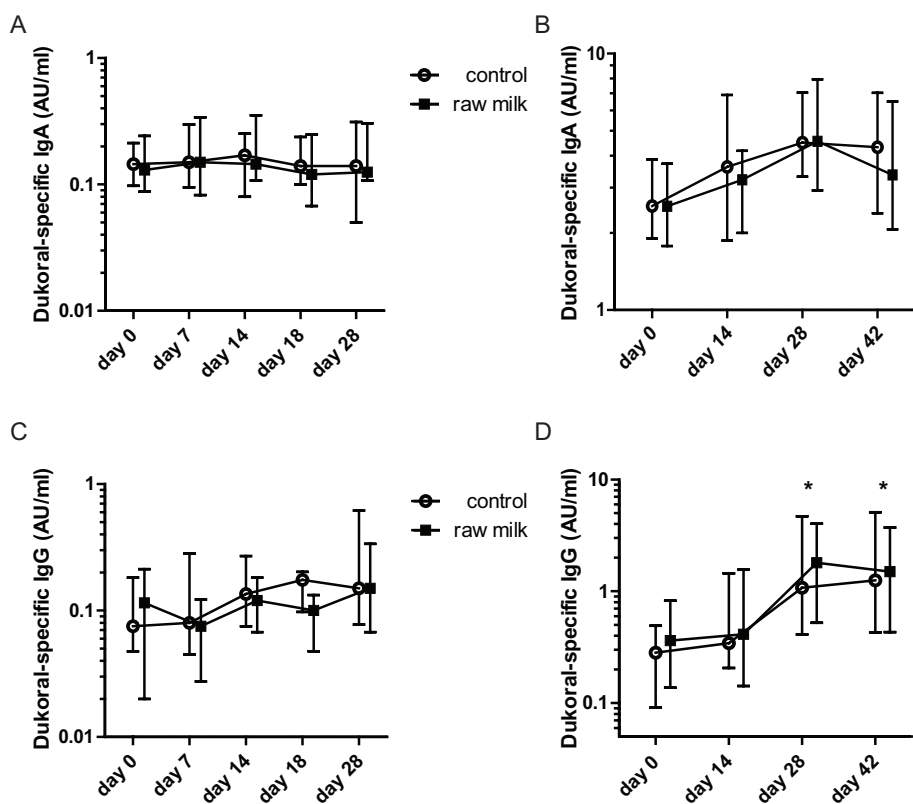 A
Dukoral-specific IgA (AU/ml)
1
0.1
0.01
day 0
day 7
day 14
day 18
day 28
control
raw milk
B
Dukoral-specific IgA (AU/ml)
10
1
day 0
day 14
day 28
day 42
C
Dukoral-specific IgG (AU/ml)
1
0.1
0.01
day 0
day 7
day 14
day 18
day 28
control
raw milk
D
Dukoral-specific IgG (AU/ml)
10
1
0.1
* *
day 0
day 14
day 28
day 42